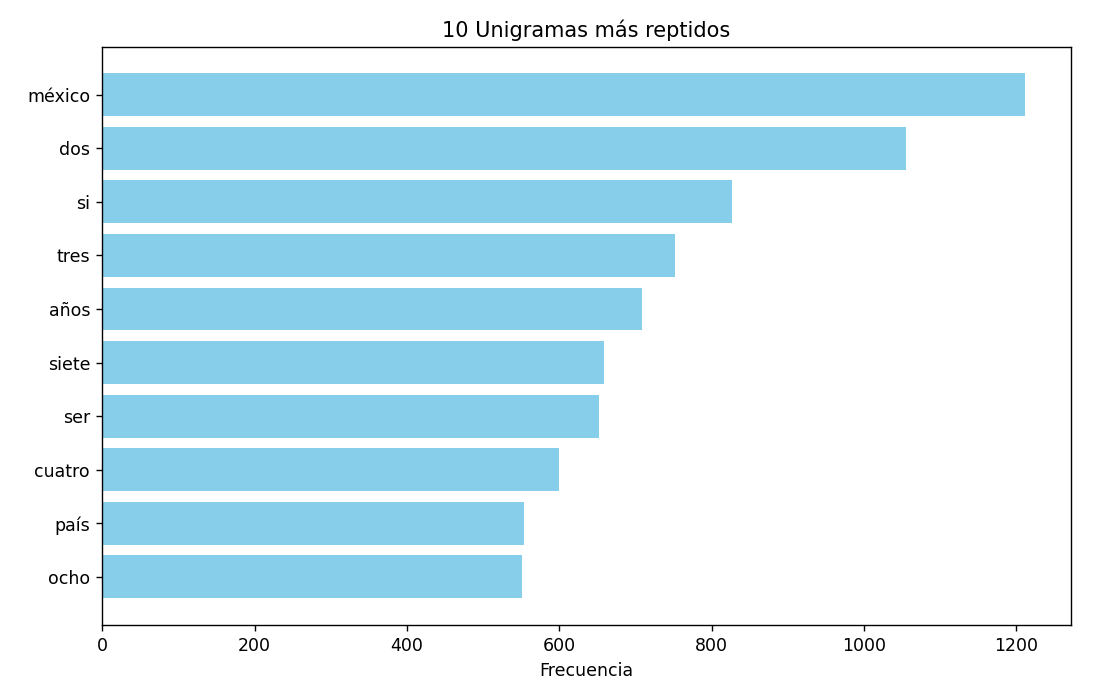 10 Unigramas más reptidos
méxico
dos
si
tres
años
siete
ser
cuatro
país
ocho
0 200 400 600 800 1000 1200
Frecuencia